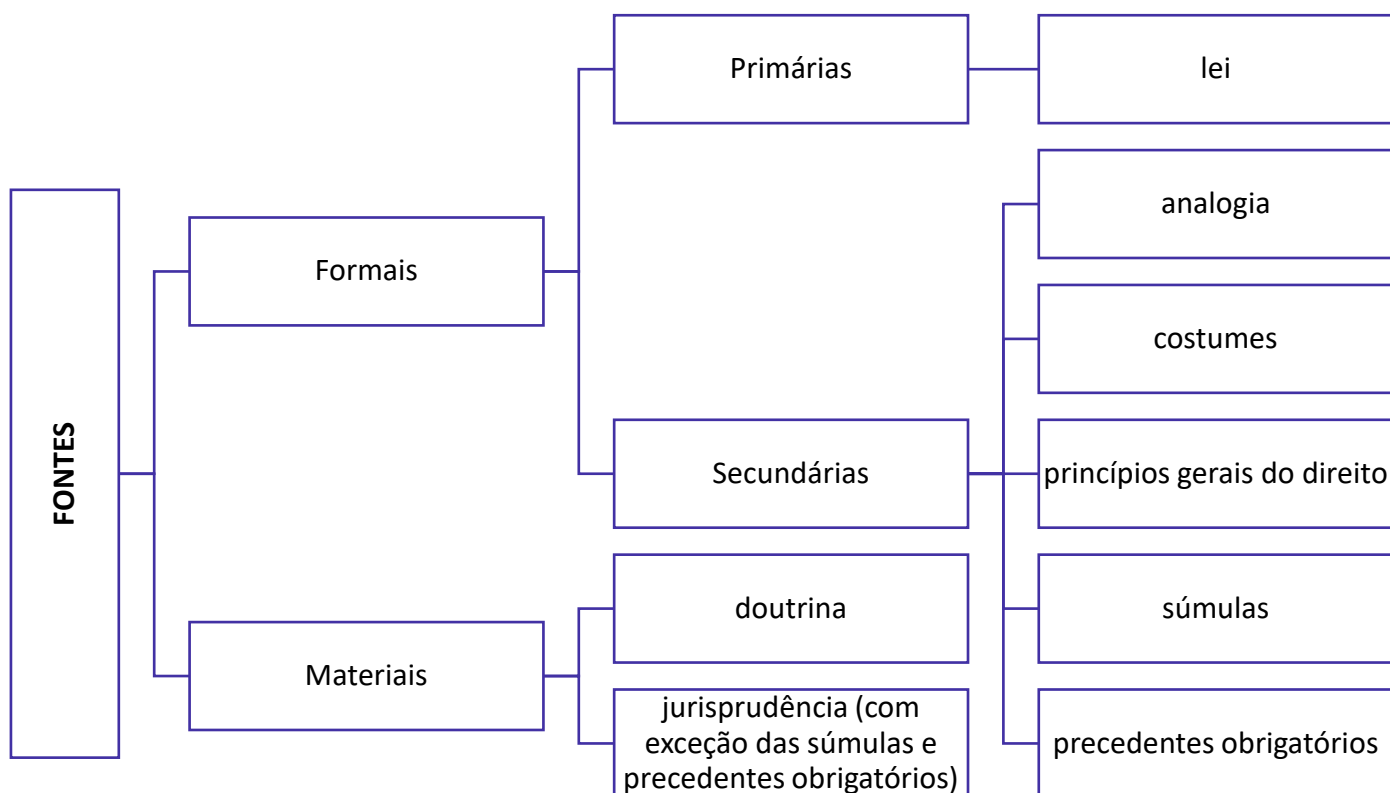 FONTES
Formais
Primárias
lei
Secundárias
analogia
costumes
princípios gerais do direito
súmulas
precedentes obrigatórios
Materiais
doutrina
jurisprudência (com
exceção das súmulas e
precedentes obrigatórios)